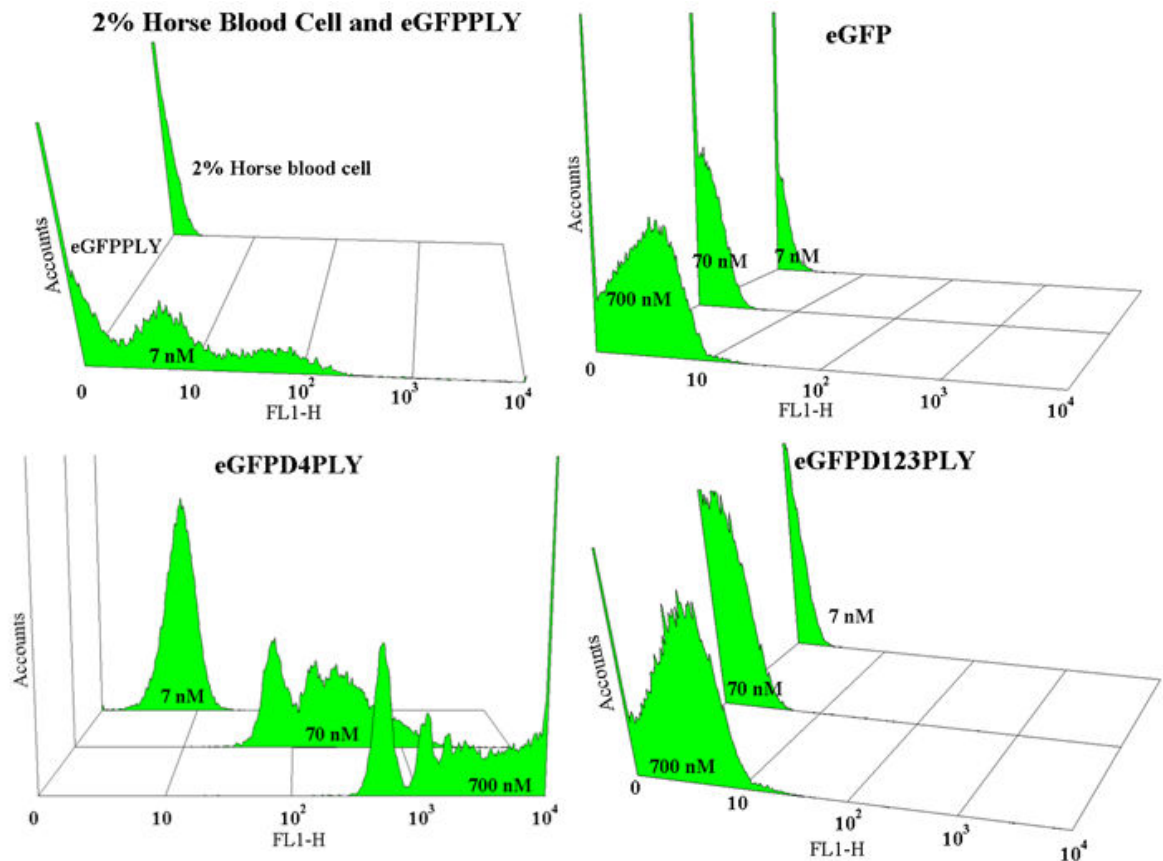 2% Horse Blood Cell and eGFPPLY
2% Horse blood cell
Accounts
eGFPPLY
7 nM
0 10 10² 10³ 10⁴
FL1-H
eGFP
Accounts
700 nM
70 nM
7 nM
0 10 10² 10³ 10⁴
FL1-H
eGFPD4PLY
Accounts
7 nM
70 nM
700 nM
0 10 10² 10³ 10⁴
FL1-H
eGFPD123PLY
Accounts
7 nM
70 nM
700 nM
0 10 10² 10³ 10⁴
FL1-H